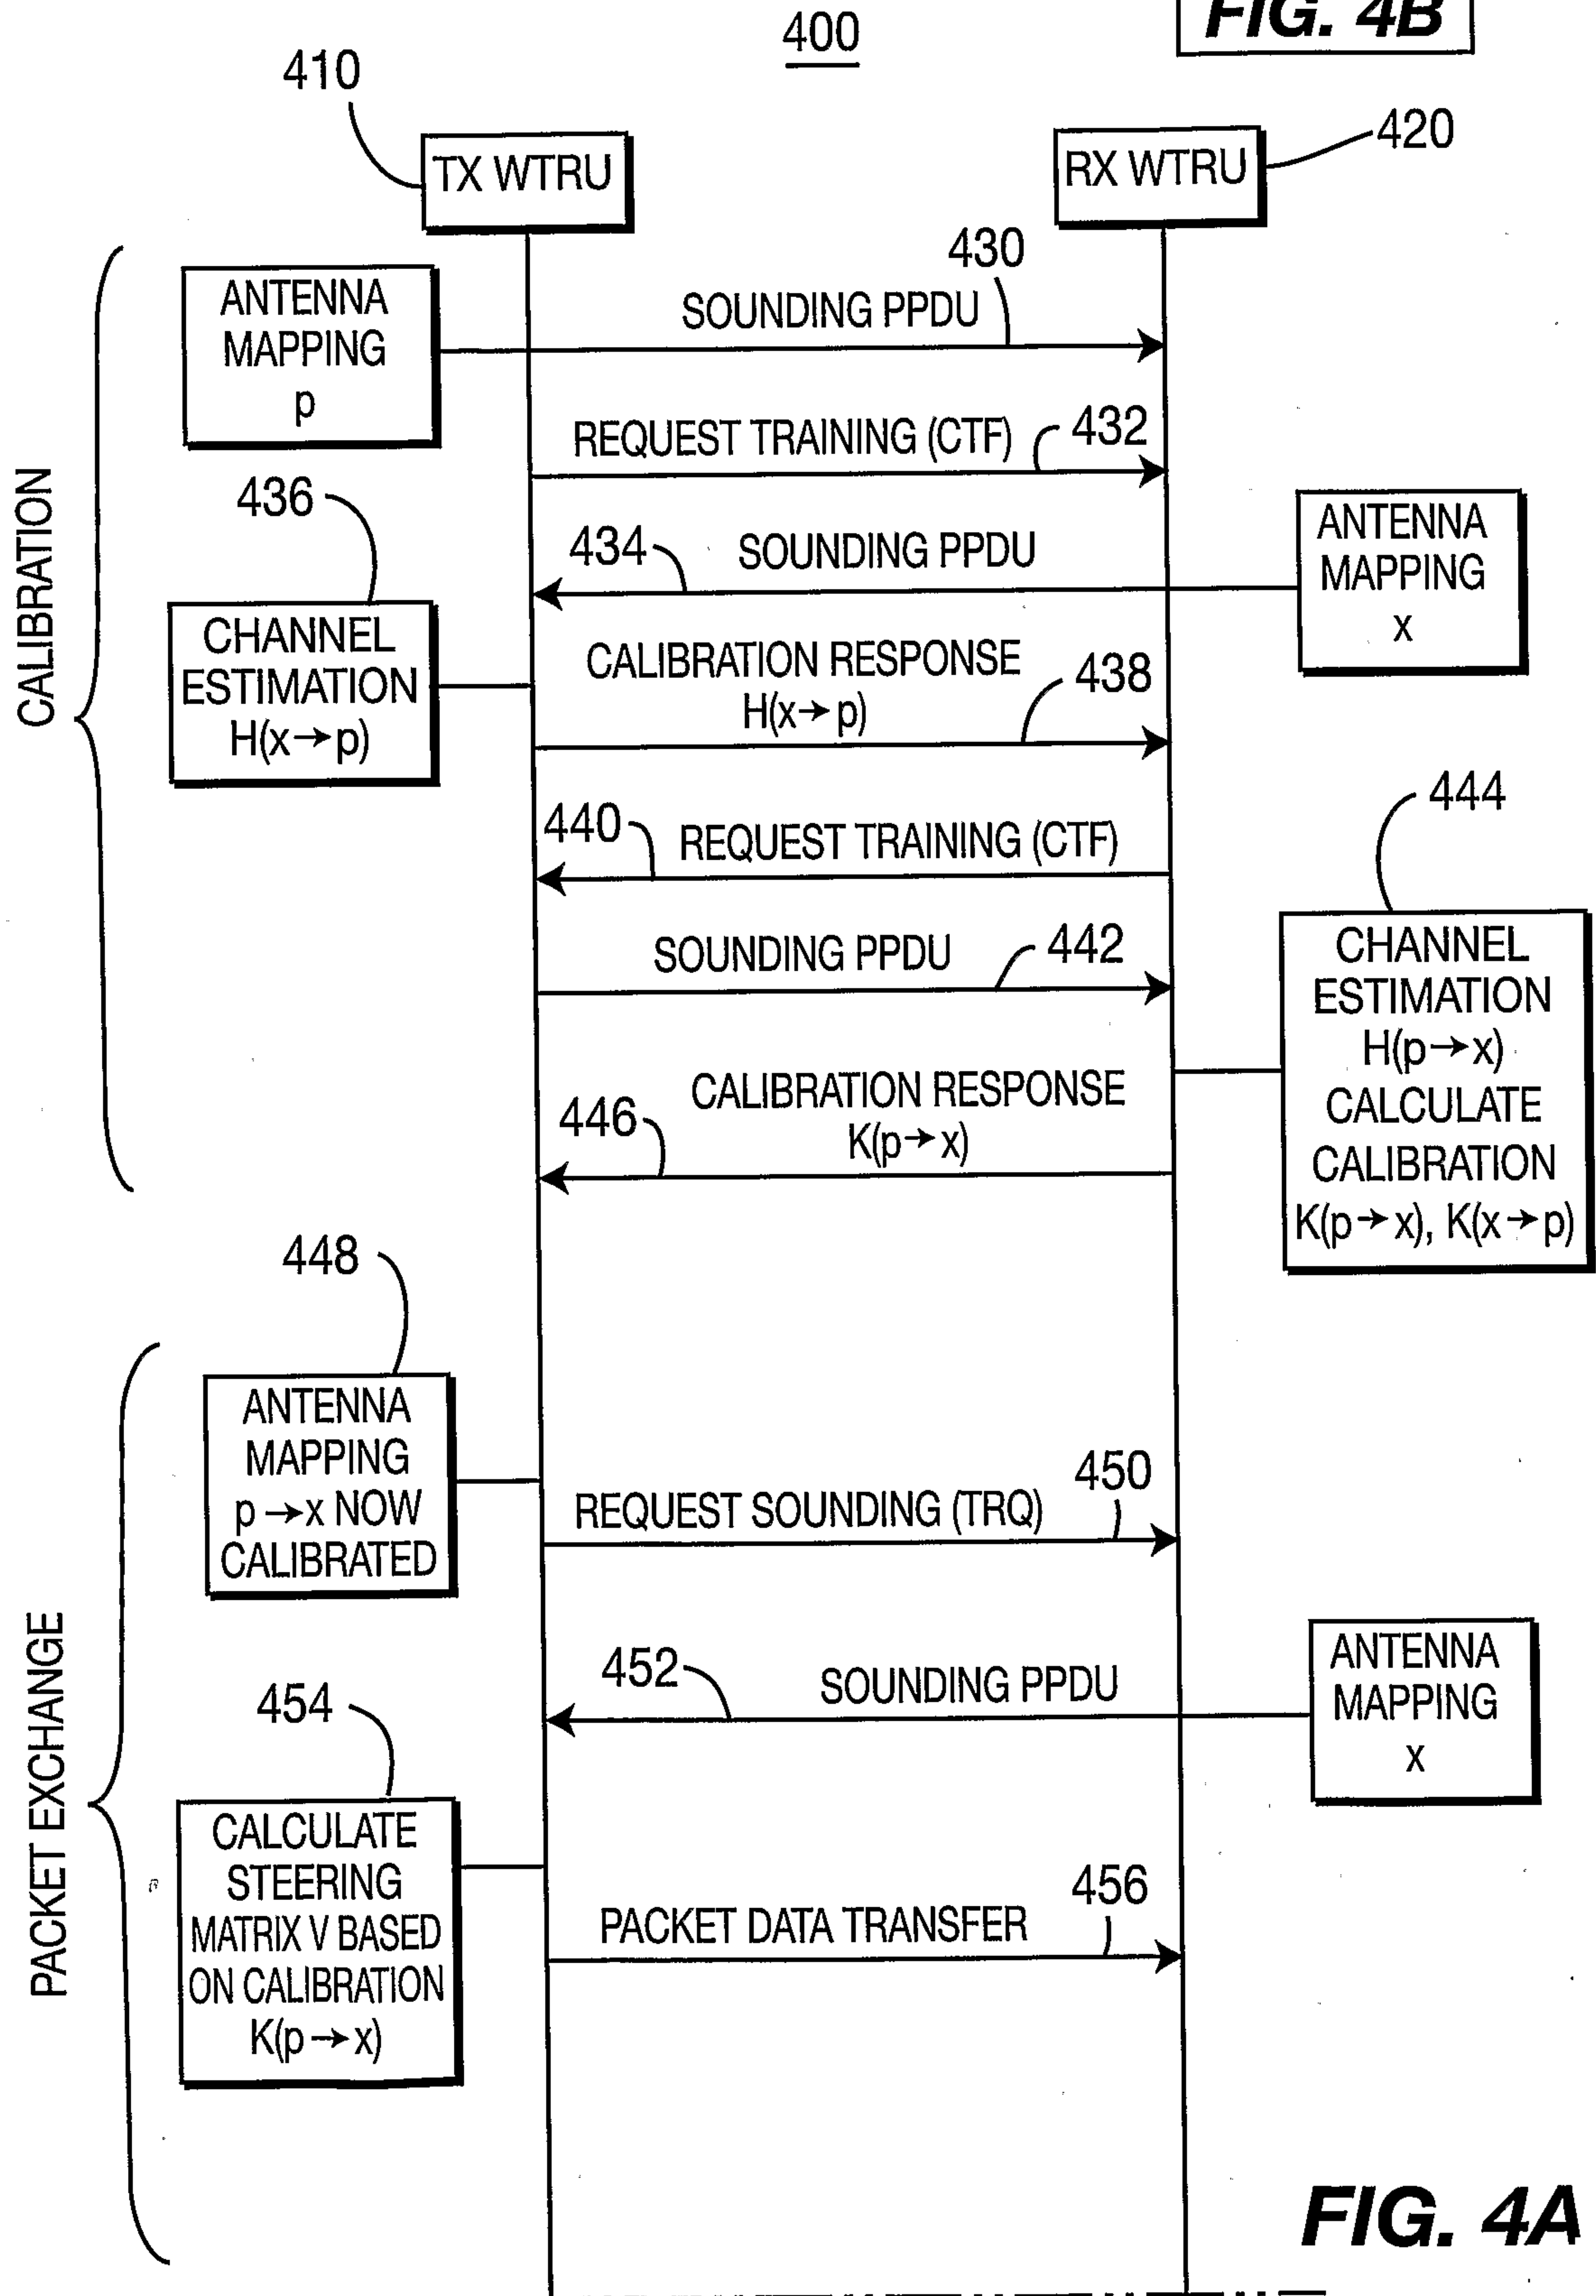 FIG. 4B
400
410
TX WTRU
RX WTRU
420
CALIBRATION
ANTENNA
MAPPING
p
430
SOUNDING PPDU
REQUEST TRAINING (CTF)
432
436
434
SOUNDING PPDU
ANTENNA
MAPPING
x
CHANNEL
ESTIMATION
H(x→p)
CALIBRATION RESPONSE
H(x→p)
438
440
REQUEST TRAINING (CTF)
444
SOUNDING PPDU
442
CHANNEL
ESTIMATION
H(p→x)
CALCULATE
CALIBRATION
K(p→x), K(x→p)
446
CALIBRATION RESPONSE
K(p→x)
PACKET EXCHANGE
448
ANTENNA
MAPPING
p→x NOW
CALIBRATED
450
REQUEST SOUNDING (TRQ)
452
SOUNDING PPDU
ANTENNA
MAPPING
x
454
CALCULATE
STEERING
MATRIX V BASED
ON CALIBRATION
K(p→x)
456
PACKET DATA TRANSFER
FIG. 4A